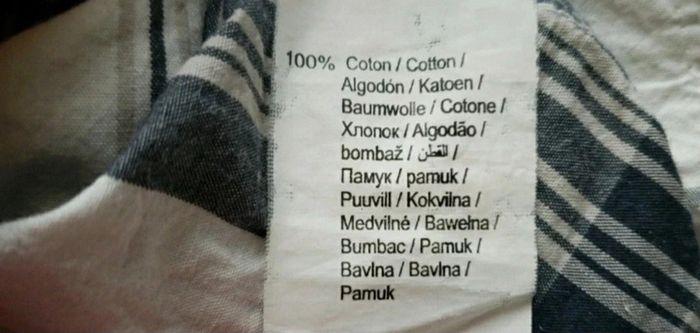 100% Coton / Cotton /
Algodón / Katoen /
Baumwolle / Cotone /
Хлопок / Algodão /
bombaž / القطن /
Памук / pamuk /
Puuvill / Kokvilna /
Medvilnė / Bawełna /
Bumbac / Pamuk /
Bavlna / Bavlna /
Pamuk